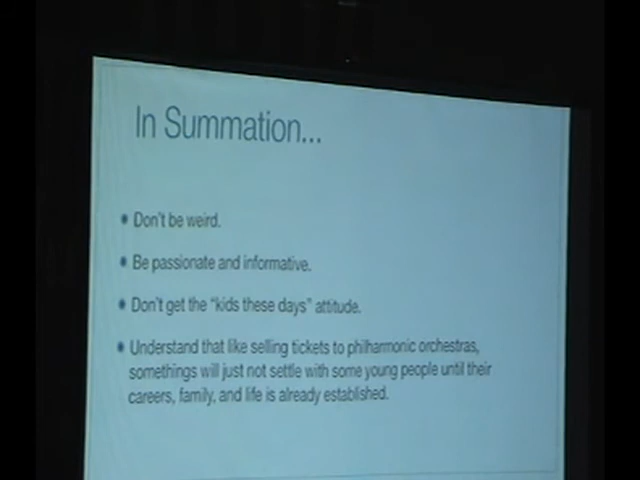 In Summation...
• Don't be weird.
• Be passionate and informative.
• Don't get the “kids these days” attitude.
• Understand that like selling tickets to philharmonic orchestras,
somethings will just not settle with some young people until their
careers, family, and life is already established.